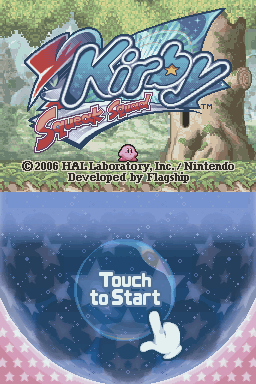 Kirby
Squeak Squad
TM
© 2006 HAL Laboratory, Inc. / Nintendo
Developed by Flagship
Touch
to Start